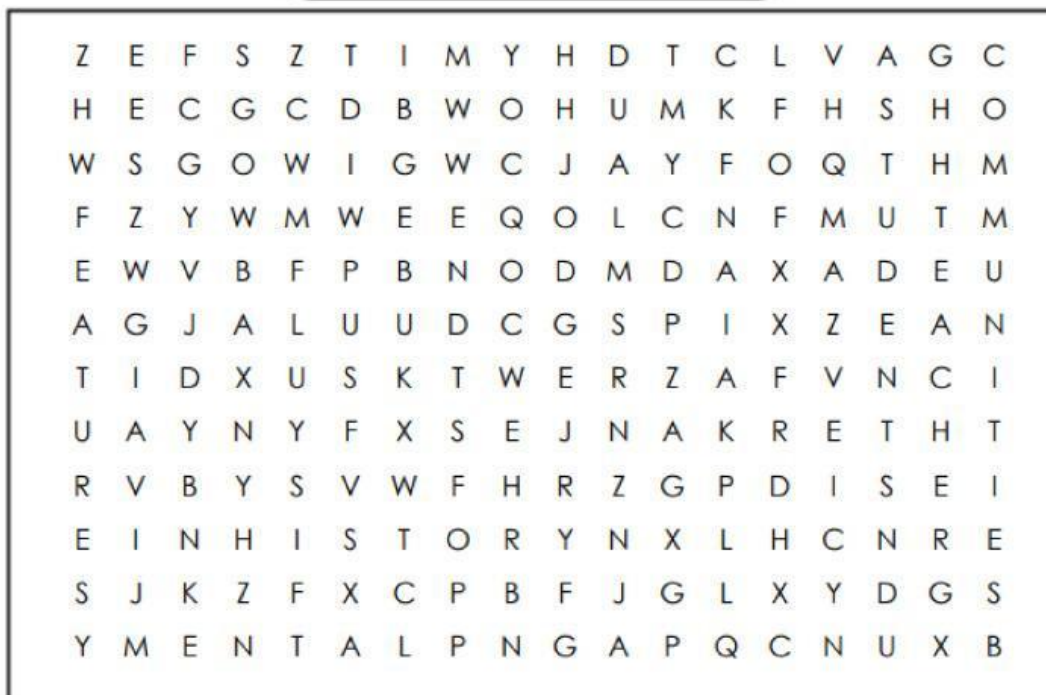 Z E F S Z T I M Y H D T C L V A G C
H E C G C D B W O H U M K F H S H O
W S G O W I G W C J A Y F O Q T H M
F Z Y W M W E E Q O L C N F M U T M
E W V B F P B N O D M D A X A D E U
A G J A L U U D C G S P I X Z E A N
T I D X U S K T W E R Z A F V N C I
U A Y N Y F X S E J N A K R E T H T
R V B Y S V W F H R Z G P D I S E I
E I N H I S T O R Y N X L H C N R E
S J K Z F X C P B F J G L X Y D G S
Y M E N T A L P N G A P Q C N U X B